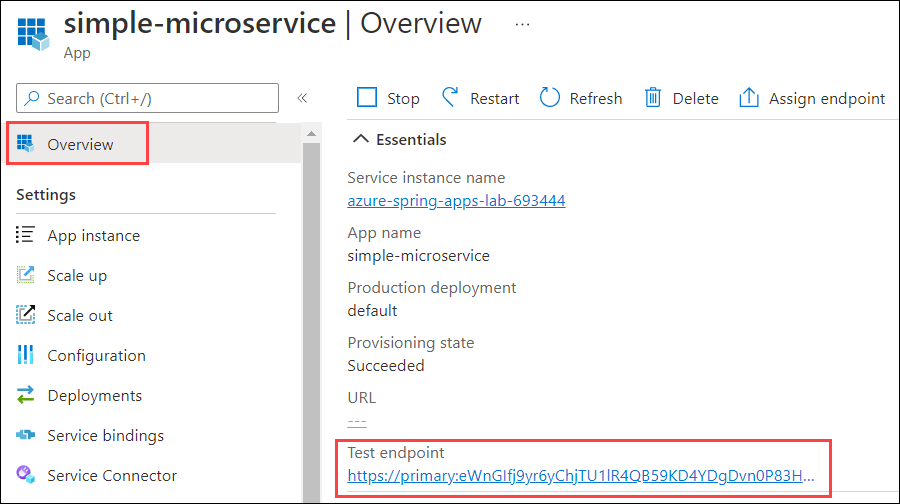 simple-microservice | Overview ...
App
Search (Ctrl+/) «
Stop Restart Refresh Delete Assign endpoint
Overview
Settings
App instance
Scale up
Scale out
Configuration
Deployments
Service bindings
Service Connector
Essentials
Service instance name
azure-spring-apps-lab-693444
App name
simple-microservice
Production deployment
default
Provisioning state
Succeeded
URL
---
Test endpoint
https://primary:eWnGIfj9yr6yChjTU1lR4QB59KD4YDgDvn0P83H...